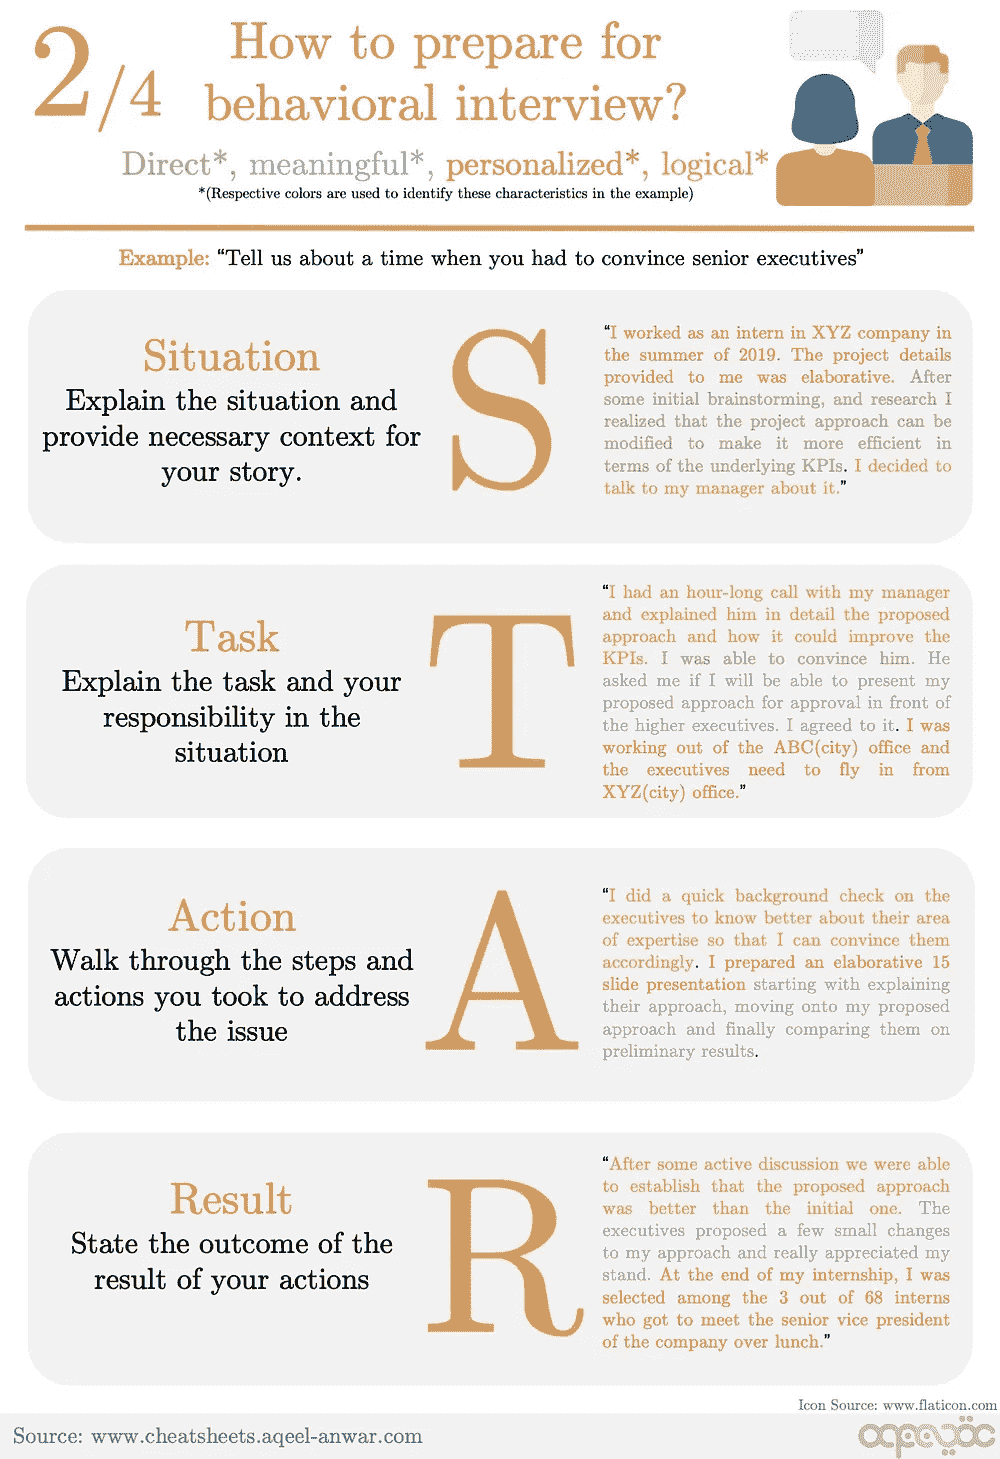 2/4
How to prepare for
behavioral interview?
Direct*, meaningful*, personalized*, logical*
*(Respective colors are used to identify these characteristics in the example)
Example: “Tell us about a time when you had to convince senior executives”
Situation
Explain the situation and
provide necessary context for
your story.
S
“I worked as an intern in XYZ company in
the summer of 2019. The project details
provided to me was elaborative. After
some initial brainstorming, and research I
realized that the project approach can be
modified to make it more efficient in
terms of the underlying KPIs. I decided to
talk to my manager about it.”
Task
Explain the task and your
responsibility in the
situation
T
“I had an hour-long call with my manager
and explained him in detail the proposed
approach and how it could improve the
KPIs. I was able to convince him. He
asked me if I will be able to present my
proposed approach for approval in front of
the higher executives. I agreed to it. I was
working out of the ABC(city) office and
the executives need to fly in from
XYZ(city) office.”
Action
Walk through the steps and
actions you took to address
the issue
A
“I did a quick background check on the
executives to know better about their area
of expertise so that I can convince them
accordingly. I prepared an elaborative 15
slide presentation starting with explaining
their approach, moving onto my proposed
approach and finally comparing them on
preliminary results.
Result
State the outcome of the
result of your actions
R
“After some active discussion we were able
to establish that the proposed approach
was better than the initial one. The
executives proposed a few small changes
to my approach and really appreciated my
stand. At the end of my internship, I was
selected among the 3 out of 68 interns
who got to meet the senior vice president
of the company over lunch.”
Icon Source: www.flaticon.com
Source: www.cheatsheets.aqeel-anwar.com